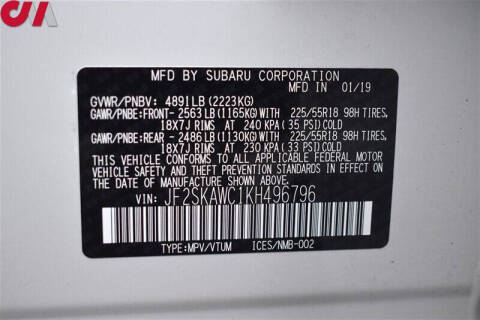 CIA
MFD BY SUBARU CORPORATION
MFD IN 01/19
GVWR/PNBV: 4891LB(2223KG)
GAWR/PNBE:FRONT- 2563LB(1165KG)WITH 225/55R18 98H TIRES,
18X7J RIMS AT 240 KPA(35 PSI)COLD
GAWR/PNBE:REAR - 2486LB(1130KG)WITH 225/55R18 98H TIRES,
18X7J RIMS AT 230 KPA(33 PSI)COLD
THIS VEHICLE CONFORMS TO ALL APPLICABLE FEDERAL MOTOR
VEHICLE SAFETY AND THEFT PREVENTION STANDARDS IN EFFECT
ON THE DATE OF MANUFACTURE SHOWN ABOVE.
VIN: JF2SKAWC1KH496796
TYPE:MPV/VTUM ICES/NMB-002